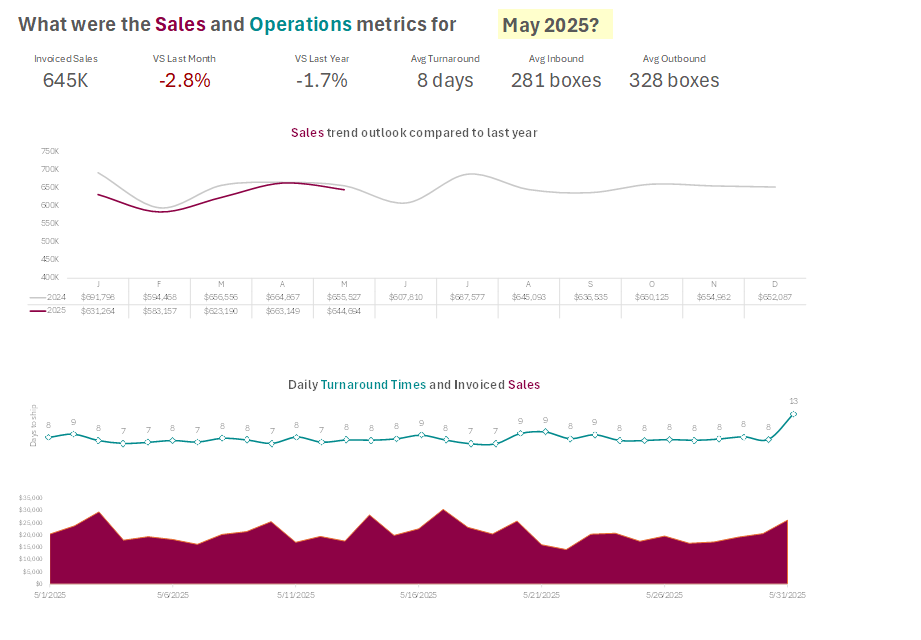 What were the Sales and Operations metrics for May 2025?
Invoiced Sales VS Last Month VS Last Year Avg Turnaround Avg Inbound Avg Outbound
645K -2.8% -1.7% 8 days 281 boxes 328 boxes
Sales trend outlook compared to last year
750K
700K
650K
600K
550K
500K
450K
400K
J F M A M J J A S O N D
2024 $691,796 $594,468 $656,556 $664,867 $655,527 $607,810 $687,577 $645,093 $636,535 $660,125 $654,962 $652,087
2025 $631,264 $583,157 $623,190 $663,149 $644,694
Daily Turnaround Times and Invoiced Sales
Days to ship
8 9 8 7 7 8 7 8 8 7 8 7 8 8 8 9 8 7 7 9 9 8 9 8 8 8 8 8 8 8 13
$35,000
$30,000
$25,000
$20,000
$15,000
$10,000
$5,000
$0
5/1/2025 5/6/2025 5/11/2025 5/16/2025 5/21/2025 5/26/2025 5/31/2025